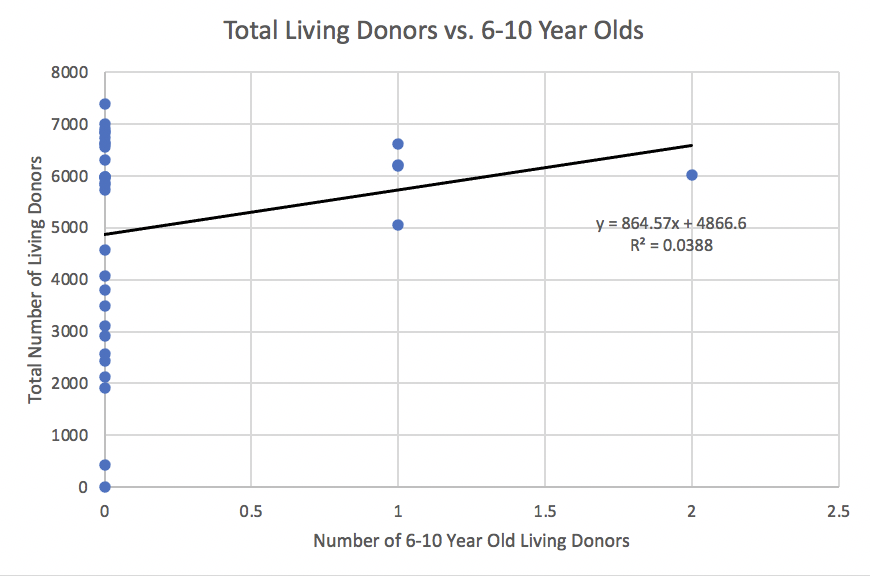 Total Living Donors vs. 6-10 Year Olds
8000
7000
6000
5000
4000
3000
2000
1000
0
Total Number of Living Donors
y = 864.57x + 4866.6
R² = 0.0388
0 0.5 1 1.5 2 2.5
Number of 6-10 Year Old Living Donors